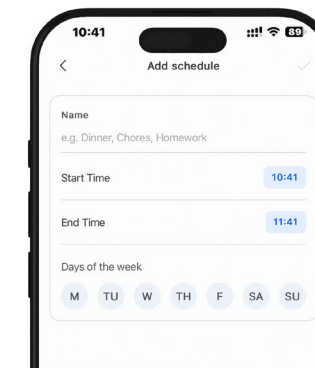 10:41
89
Add schedule
Name
e.g. Dinner, Chores, Homework
Start Time 10:41
End Time 11:41
Days of the week
M TU W TH F SA SU